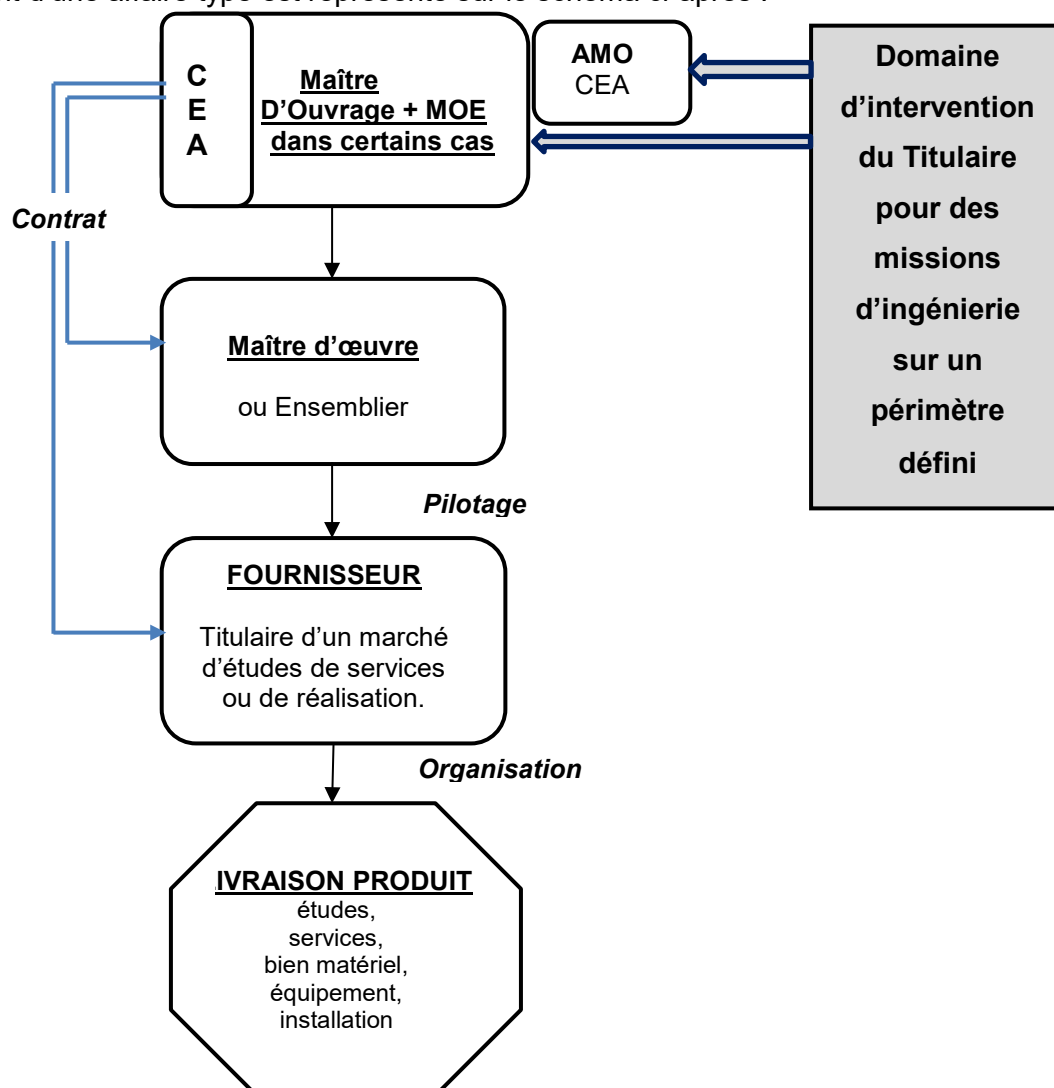 C
E
A
Maître
D'Ouvrage + MOE
dans certains cas
AMO
CEA
Domaine
d'intervention
du Titulaire
pour des
missions
d'ingénierie
sur un
périmètre
défini
Contrat
Maître d'œuvre
ou Ensemblier
Pilotage
FOURNISSEUR
Titulaire d'un marché
d'études de services
ou de réalisation.
Organisation
IVRAISON PRODUIT
études,
services,
bien matériel,
équipement,
installation